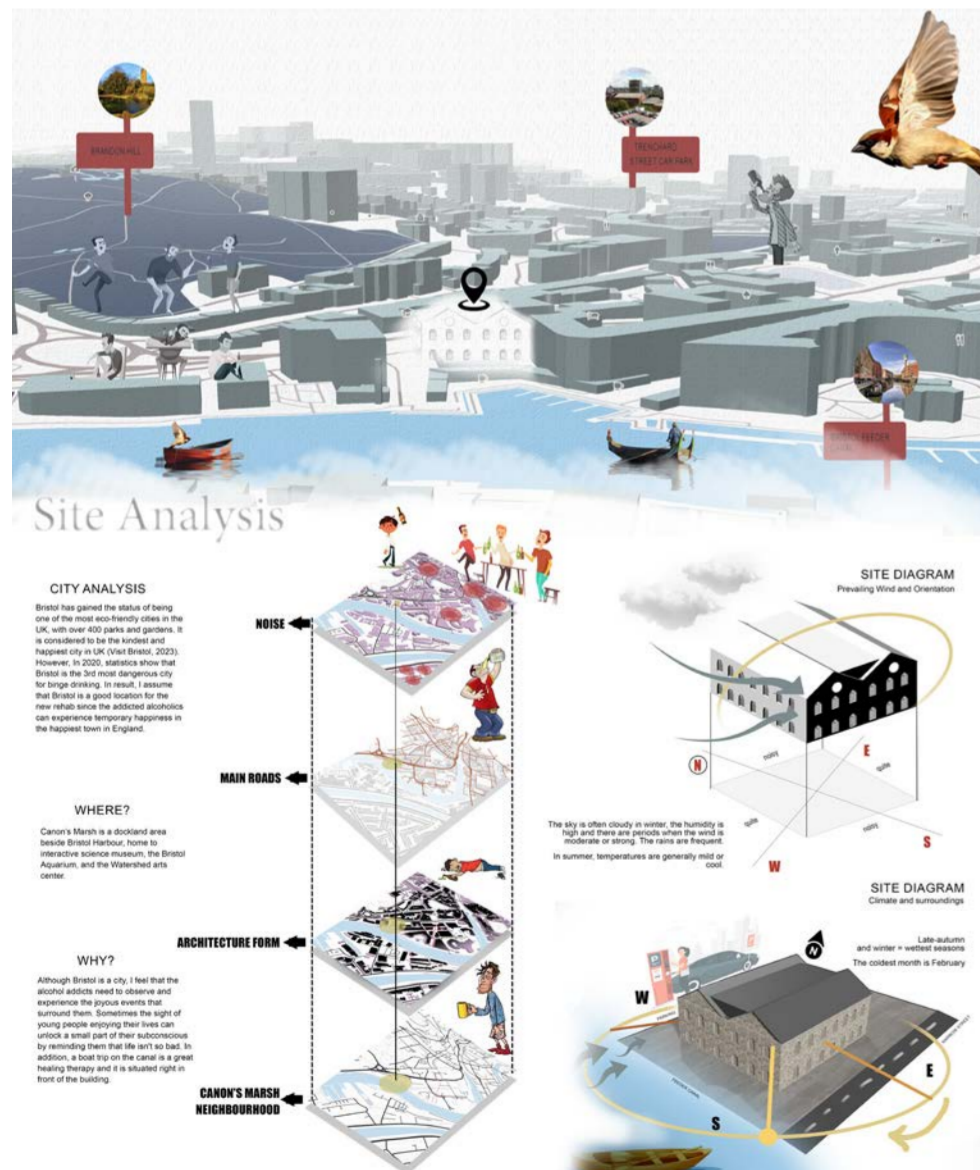 BRANDON HILL
TRENCHARD
STREET CAR PARK
FEEDER
Site Analysis
CITY ANALYSIS
Bristol has gained the status of being
one of the most eco-friendly cities in the
UK, with over 400 parks and gardens. It
is considered to be the kindest and
happiest city in UK (Visit Bristol, 2023).
However, In 2020, statistics show that
Bristol is the 3rd most dangerous city
for binge drinking. In result, I assume
that Bristol is a good location for the
new rehab since the addicted alcoholics
can experience temporary happiness in
the happiest town in England.
WHERE?
Canon's Marsh is a dockland area
beside Bristol Harbour, home to
interactive science museum, the Bristol
Aquarium, and the Watershed arts
center.
WHY?
Although Bristol is a city, I feel that the
alcohol addicts need to observe and
experience the joyous events that
surround them. Sometimes the sight of
young people enjoying their lives can
unlock a small part of their subconscious
by reminding them that life isn't so bad. In
addition, a boat trip on the canal is a great
healing therapy and it is situated right in
front of the building.
NOISE
MAIN ROADS
ARCHITECTURE FORM
CANON'S MARSH
NEIGHBOURHOOD
SITE DIAGRAM
Prevailing Wind and Orientation
N
noisy
E
quite
quite
noisy
W
S
The sky is often cloudy in winter, the humidity is
high and there are periods when the wind is
moderate or strong. The rains are frequent.
In summer, temperatures are generally mild or
cool.
SITE DIAGRAM
Climate and surroundings
Late-autumn
and winter = wettest seasons
The coldest month is February
N
W
E
S
FEEDER CANAL
STREET